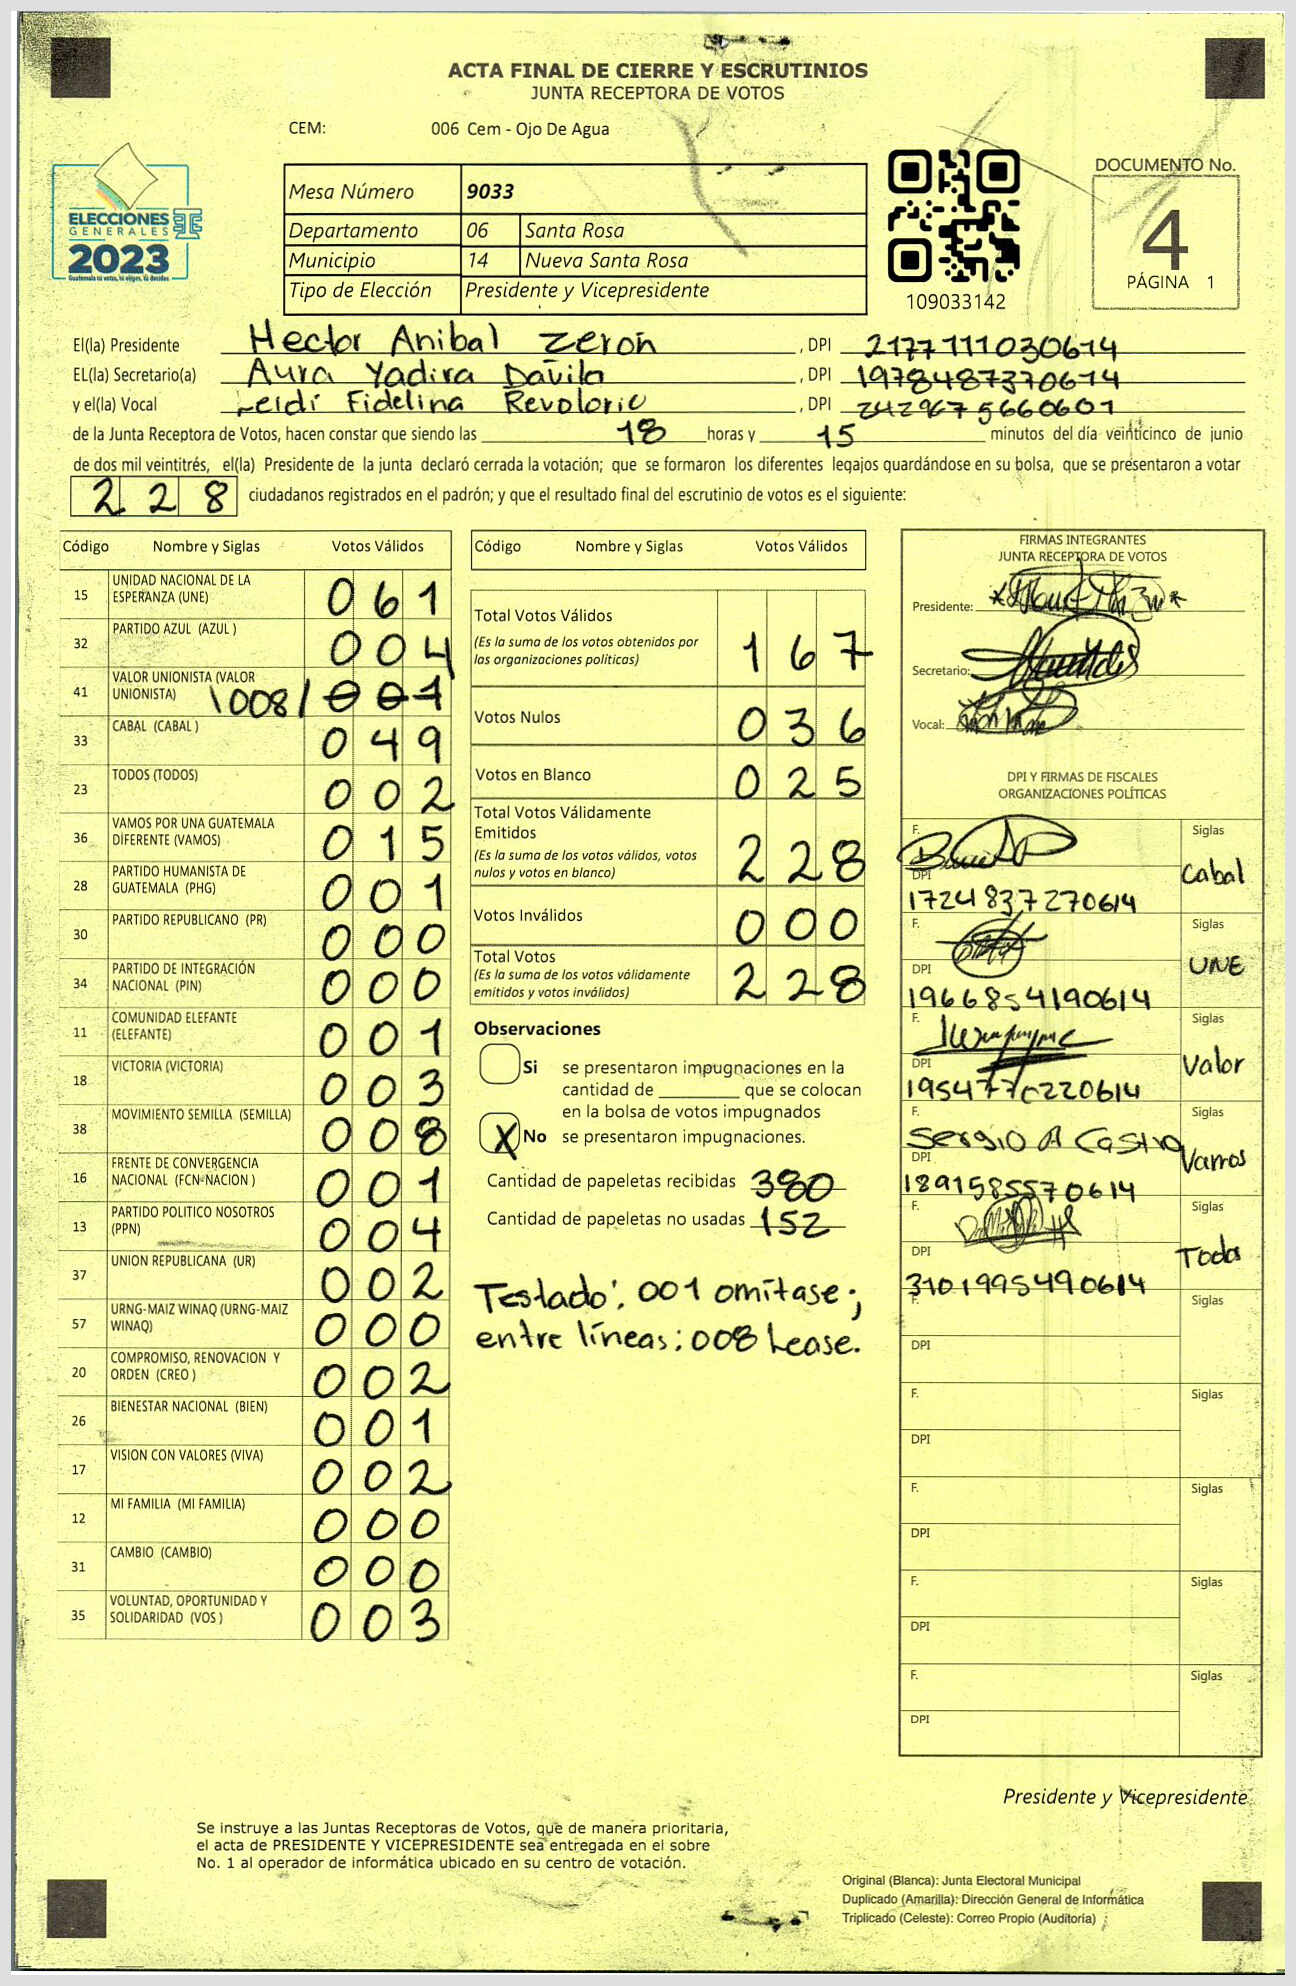 ACTA FINAL DE CIERRE Y ESCRUTINIOS
JUNTA RECEPTORA DE VOTOS
CEM: 006 Cem - Ojo De Agua
ELECCIONES
GENERALES
2023
Mesa Número 9033
Departamento 06 Santa Rosa
Municipio 14 Nueva Santa Rosa
Tipo de Elección Presidente y Vicepresidente
109033142
DOCUMENTO No.
4
PÁGINA 1
El(la) Presidente Hector Anibal Zerón , DPI 2177111030614
EL(la) Secretario(a) Aura Yadira Davila , DPI 1978487370614
y el(la) Vocal Leidi Fidelina Revolorio , DPI 2429675660601
de la Junta Receptora de Votos, hacen constar que siendo las 18 horas y 15 minutos del día veinticinco de junio
de dos mil veintitrés, el(la) Presidente de la junta declaró cerrada la votación; que se formaron los diferentes legajos guardándose en su bolsa, que se presentaron a votar
228 ciudadanos registrados en el padrón; y que el resultado final del escrutinio de votos es el siguiente:
Código Nombre y Siglas Votos Válidos
15 UNIDAD NACIONAL DE LA ESPERANZA (UNE) 061
32 PARTIDO AZUL (AZUL ) 004
41 VALOR UNIONISTA (VALOR UNIONISTA) \008/ 001
33 CABAL (CABAL ) 049
23 TODOS (TODOS) 002
36 VAMOS POR UNA GUATEMALA DIFERENTE (VAMOS) 015
28 PARTIDO HUMANISTA DE GUATEMALA (PHG) 001
30 PARTIDO REPUBLICANO (PR) 000
34 PARTIDO DE INTEGRACIÓN NACIONAL (PIN) 000
11 COMUNIDAD ELEFANTE (ELEFANTE) 001
18 VICTORIA (VICTORIA) 003
38 MOVIMIENTO SEMILLA (SEMILLA) 008
16 FRENTE DE CONVERGENCIA NACIONAL (FCN-NACION ) 001
13 PARTIDO POLITICO NOSOTROS (PPN) 004
37 UNION REPUBLICANA (UR) 002
57 URNG-MAIZ WINAQ (URNG-MAIZ WINAQ) 000
20 COMPROMISO, RENOVACION Y ORDEN (CREO ) 002
26 BIENESTAR NACIONAL (BIEN) 001
17 VISION CON VALORES (VIVA) 002
12 MI FAMILIA (MI FAMILIA) 000
31 CAMBIO (CAMBIO) 000
35 VOLUNTAD, OPORTUNIDAD Y SOLIDARIDAD (VOS ) 003
Código Nombre y Siglas Votos Válidos
Total Votos Válidos 167
(Es la suma de los votos obtenidos por
las organizaciones políticas)
Votos Nulos 036
Votos en Blanco 025
Total Votos Válidamente
Emitidos 228
(Es la suma de los votos válidos, votos
nulos y votos en blanco)
Votos Inválidos 000
Total Votos 228
(Es la suma de los votos válidamente
emitidos y votos inválidos)
Observaciones
Si se presentaron impugnaciones en la
cantidad de ________ que se colocan
en la bolsa de votos impugnados
X No se presentaron impugnaciones.
Cantidad de papeletas recibidas 380
Cantidad de papeletas no usadas 152
Testado: 001 omítase;
entre líneas: 008 Lease.
FIRMAS INTEGRANTES
JUNTA RECEPTORA DE VOTOS
Presidente:
Secretario:
Vocal:
DPI Y FIRMAS DE FISCALES
ORGANIZACIONES POLÍTICAS
F. Siglas
Cabal
DPI
1724837270614
F. Siglas
UNE
DPI
1966854190614
F. Siglas
Valor
DPI
F. Siglas
Sergio A Castro
Vamos
DPI
1891585570614
F. Siglas
Todos
DPI
3101995490614
F. Siglas
DPI
F. Siglas
DPI
F. Siglas
DPI
F. Siglas
DPI
F. Siglas
DPI
Presidente y Vicepresidente
Se instruye a las Juntas Receptoras de Votos, que de manera prioritaria,
el acta de PRESIDENTE Y VICEPRESIDENTE sea entregada en el sobre
No. 1 al operador de informática ubicado en su centro de votación.
Original (Blanca): Junta Electoral Municipal
Duplicado (Amarilla): Dirección General de Informática
Triplicado (Celeste): Correo Propio (Auditoría)